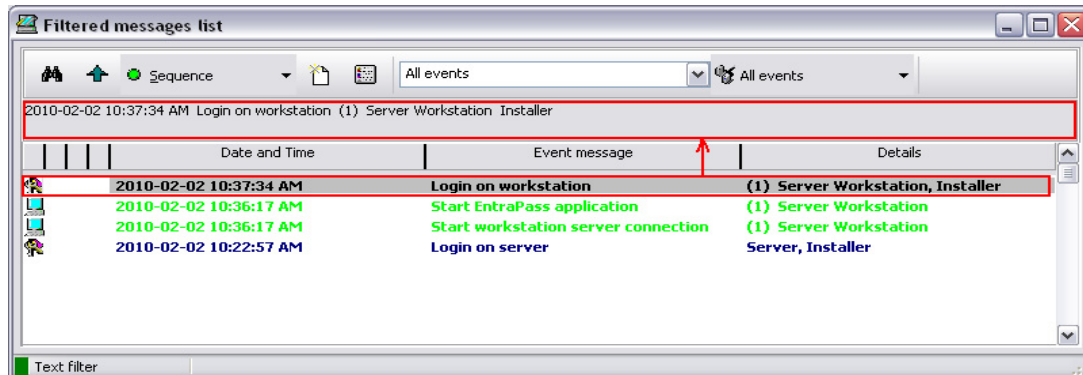 Filtered messages list
Sequence All events All events
2010-02-02 10:37:34 AM Login on workstation (1) Server Workstation Installer
Date and Time Event message Details
2010-02-02 10:37:34 AM Login on workstation (1) Server Workstation, Installer
2010-02-02 10:36:17 AM Start EntraPass application (1) Server Workstation
2010-02-02 10:36:17 AM Start workstation server connection (1) Server Workstation
2010-02-02 10:22:57 AM Login on server Server, Installer
Text filter